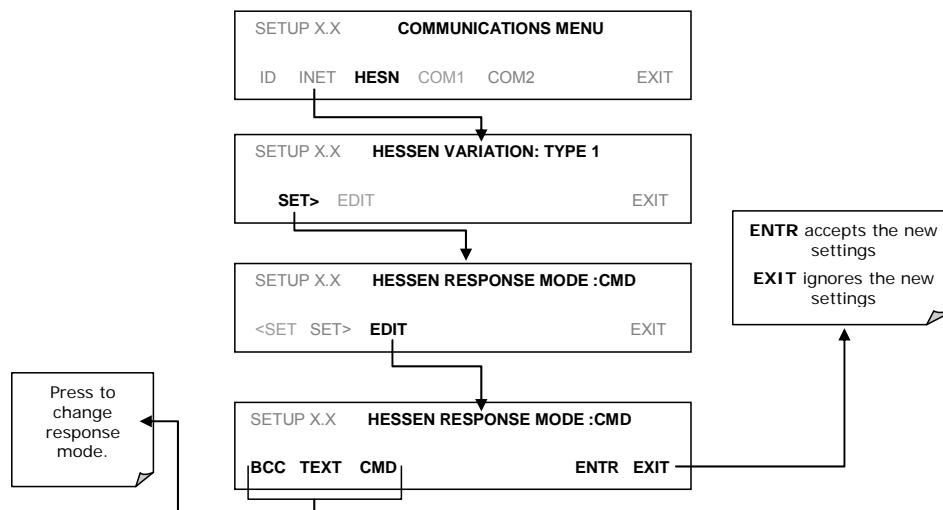 SETUP X.X COMMUNICATIONS MENU
ID INET HESN COM1 COM2 EXIT
SETUP X.X HESSEN VARIATION: TYPE 1
SET> EDIT EXIT
SETUP X.X HESSEN RESPONSE MODE :CMD
<SET SET> EDIT EXIT
ENTR accepts the new
settings
EXIT ignores the new
settings
Press to
change
response
mode.
SETUP X.X HESSEN RESPONSE MODE :CMD
BCC TEXT CMD ENTR EXIT